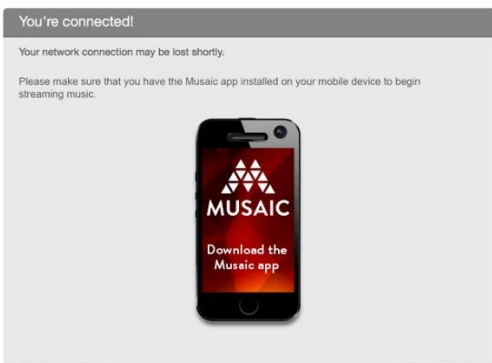 You're connected!
Your network connection may be lost shortly.
Please make sure that you have the Musaic app installed on your mobile device to begin
streaming music.
MUSAIC
Download the
Musaic app